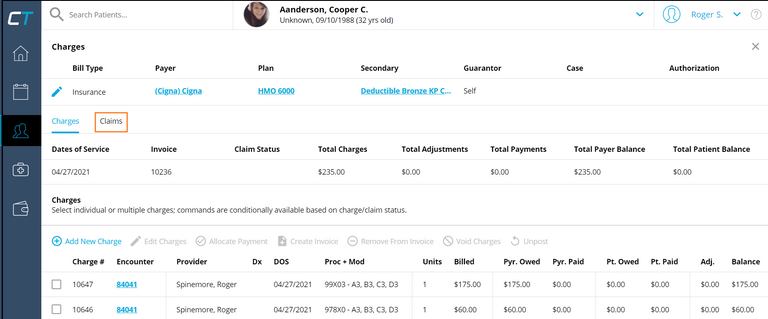 CT
Search Patients...
Aanderson, Cooper C.
Unknown, 09/10/1988 (32 yrs old)
Roger S.
?
Charges
Bill Type Payer Plan Secondary Guarantor Case Authorization
Insurance (Cigna) Cigna HMO 6000 Deductible Bronze KP C... Self
Charges Claims
Dates of Service Invoice Claim Status Total Charges Total Adjustments Total Payments Total Payer Balance Total Patient Balance
04/27/2021 10236 $235.00 $0.00 $0.00 $235.00 $0.00
Charges
Select individual or multiple charges; commands are conditionally available based on charge/claim status.
Add New Charge Edit Charges Allocate Payment Create Invoice Remove From Invoice Void Charges Unpost
Charge # Encounter Provider Dx DOS Proc + Mod Units Billed Pyr. Owed Pyr. Paid Pt. Owed Pt. Paid Adj. Balance
10647 84041 Spinemore, Roger 04/27/2021 99X03 - A3, B3, C3, D3 1 $175.00 $175.00 $0.00 $0.00 $0.00 $0.00 $175.00
10646 84041 Spinemore, Roger 04/27/2021 978X0 - A3, B3, C3, D3 1 $60.00 $60.00 $0.00 $0.00 $0.00 $0.00 $60.00